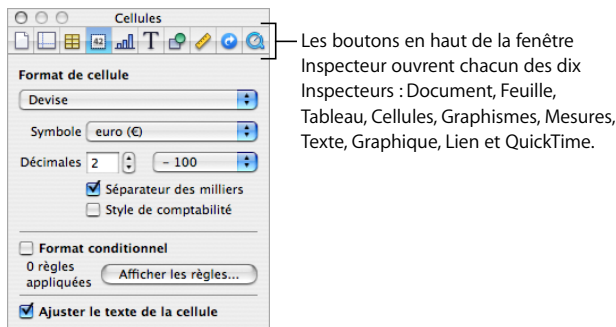 Cellules
42
T
Les boutons en haut de la fenêtre
Inspecteur ouvrent chacun des dix
Inspecteurs : Document, Feuille,
Tableau, Cellules, Graphismes, Mesures,
Texte, Graphique, Lien et QuickTime.
Format de cellule
Devise
Symbole euro (€)
Décimales 2 - 100
Séparateur des milliers
Style de comptabilité
Format conditionnel
0 règles
appliquées
Afficher les règles...
Ajuster le texte de la cellule